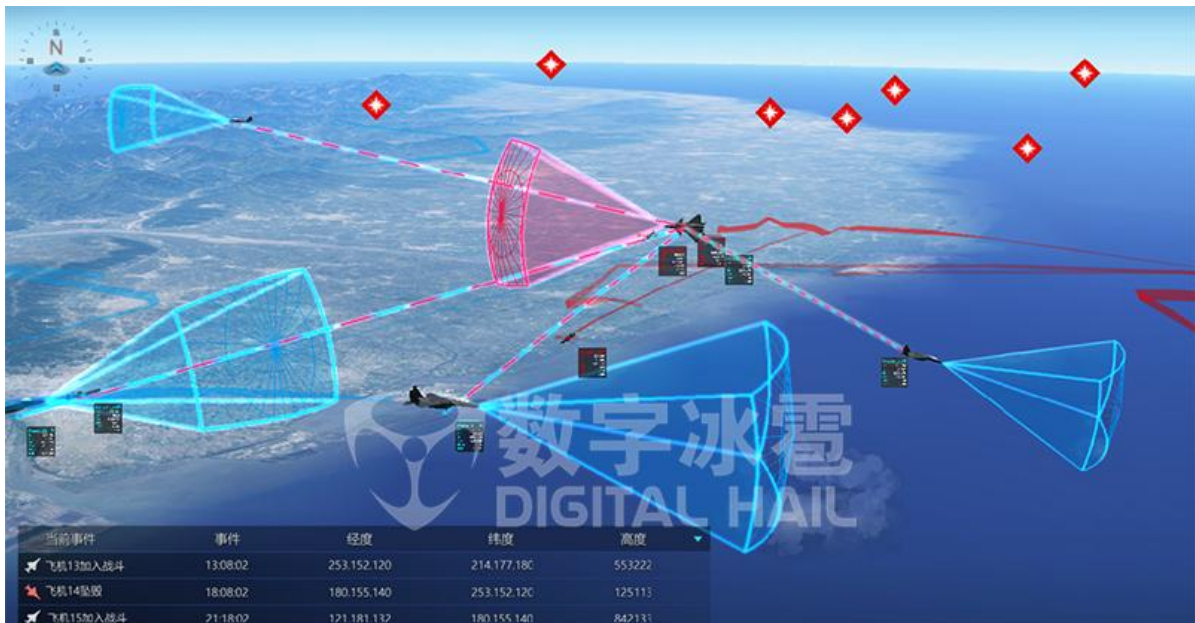 N
数字冰雹
DIGITAL HAIL
当前事件 事件 经度 纬度 高度
飞机13加入战斗 13:08:02 253.152.120 214.177.180 553222
飞机14坠毁 18:08:02 180.155.140 253.152.120 125113
飞机15加入战斗 21:18:02 121.181.132 180.155.140 842133